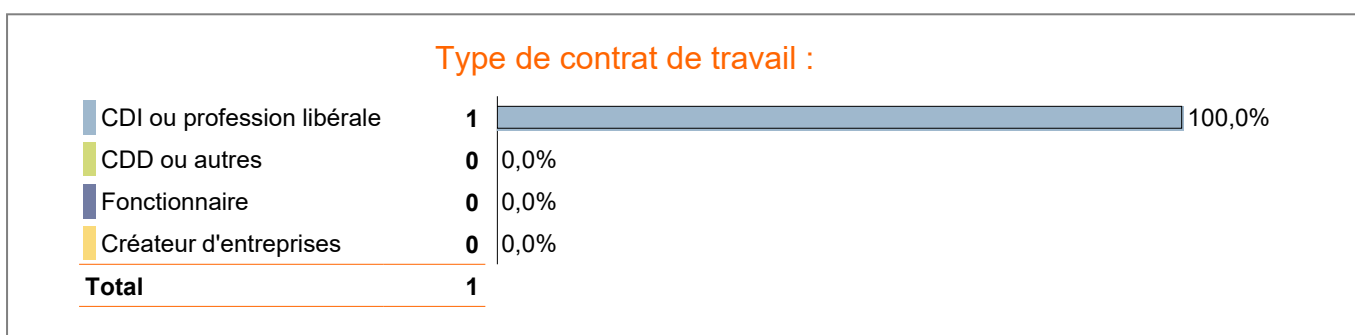 Type de contrat de travail :
CDI ou profession libérale 1 100,0%
CDD ou autres 0 0,0%
Fonctionnaire 0 0,0%
Créateur d'entreprises 0 0,0%
Total 1